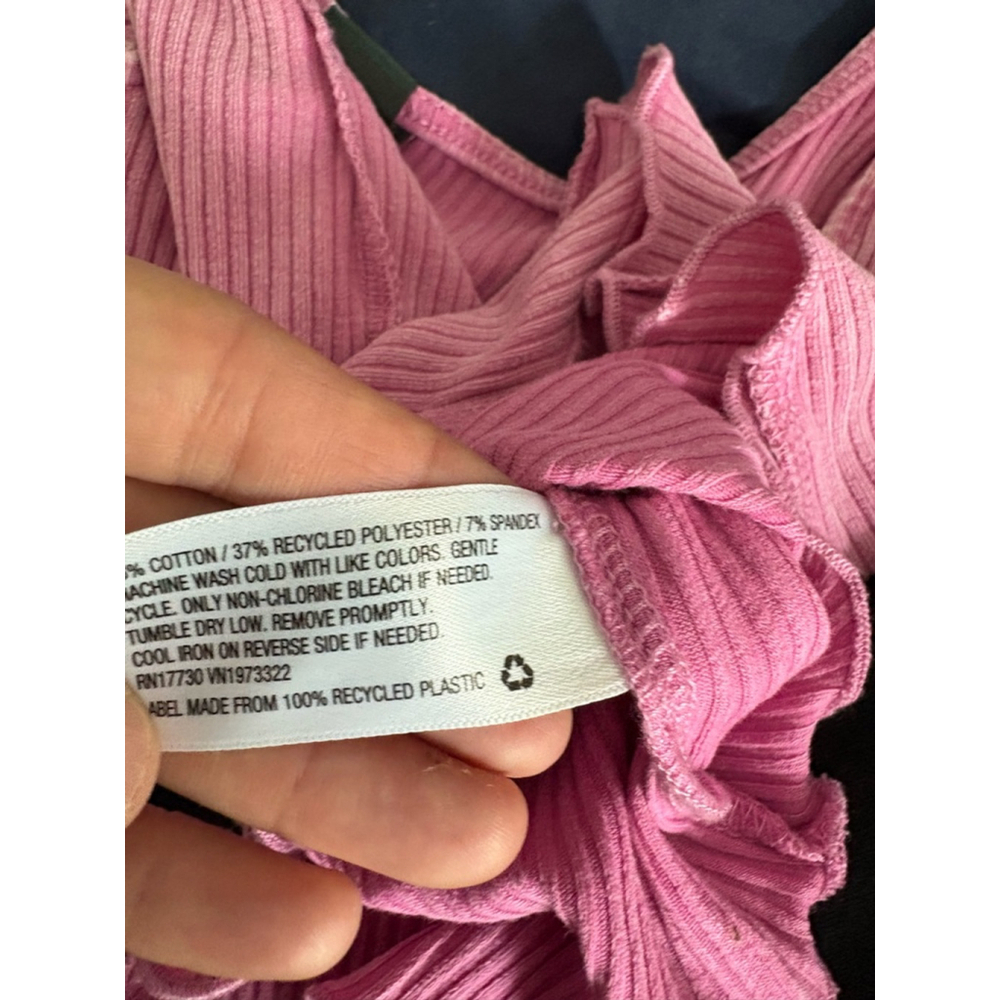 % COTTON / 37% RECYCLED POLYESTER / 7% SPANDEX
MACHINE WASH COLD WITH LIKE COLORS. GENTLE
CYCLE. ONLY NON-CHLORINE BLEACH IF NEEDED.
TUMBLE DRY LOW. REMOVE PROMPTLY.
COOL IRON ON REVERSE SIDE IF NEEDED.
RN17730 VN1973322
LABEL MADE FROM 100% RECYCLED PLASTIC